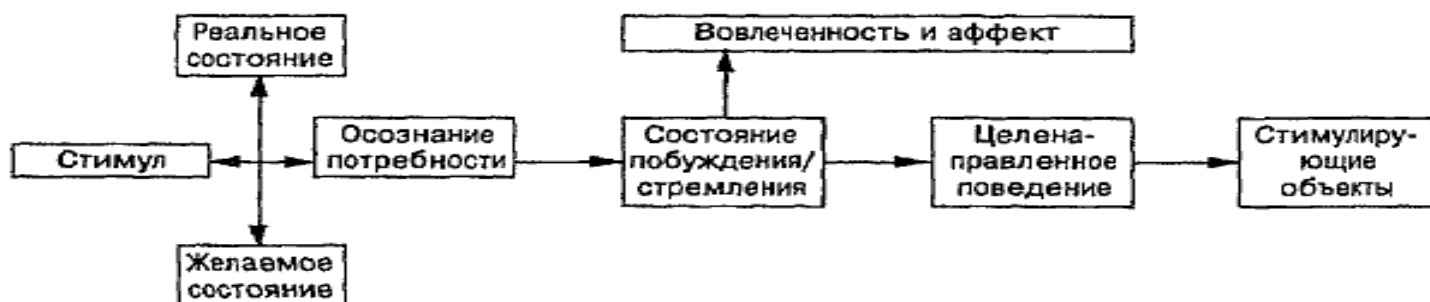 Реальное
состояние
Вовлеченность и аффект
Стимул
Осознание
потребности
Состояние
побуждения/
стремления
Целена-
правленное
поведение
Стимулиру-
ющие
объекты
Желаемое
состояние